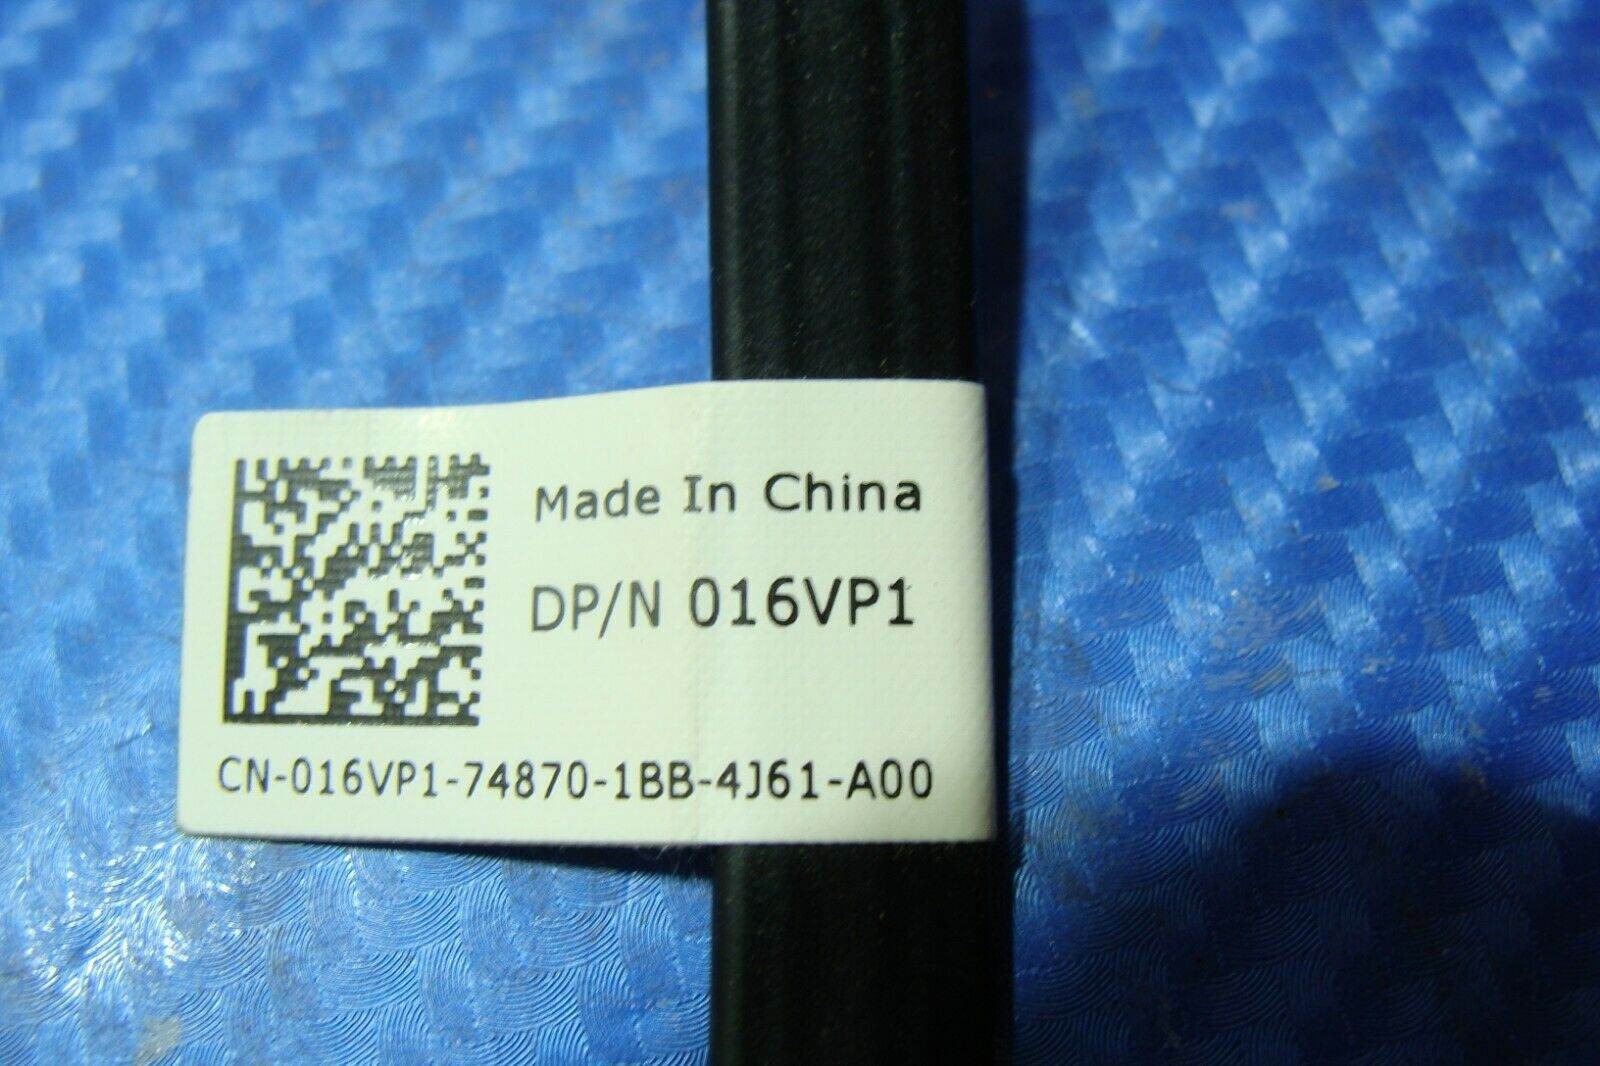 Made In China
DP/N 016VP1
CN-016VP1-74870-1BB-4J61-A00